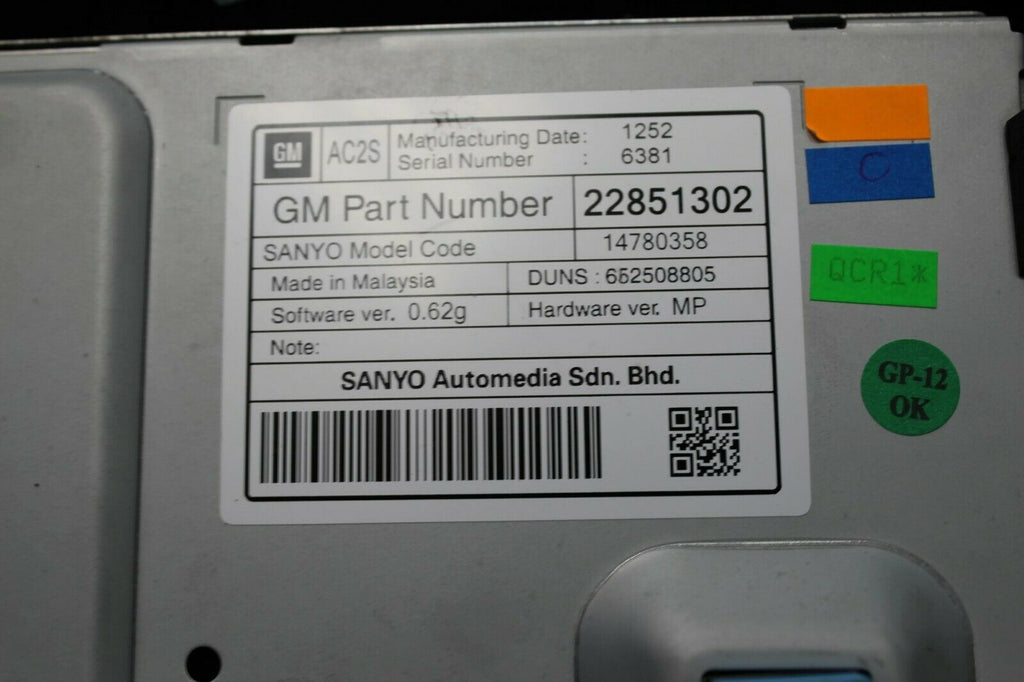 GM
AC2S
Manufacturing Date: 1252
Serial Number : 6381
GM Part Number 22851302
SANYO Model Code 14780358
Made in Malaysia DUNS : 652508805
Software ver. 0.62g Hardware ver. MP
Note:
SANYO Automedia Sdn. Bhd.
QCR1*
GP-12
OK